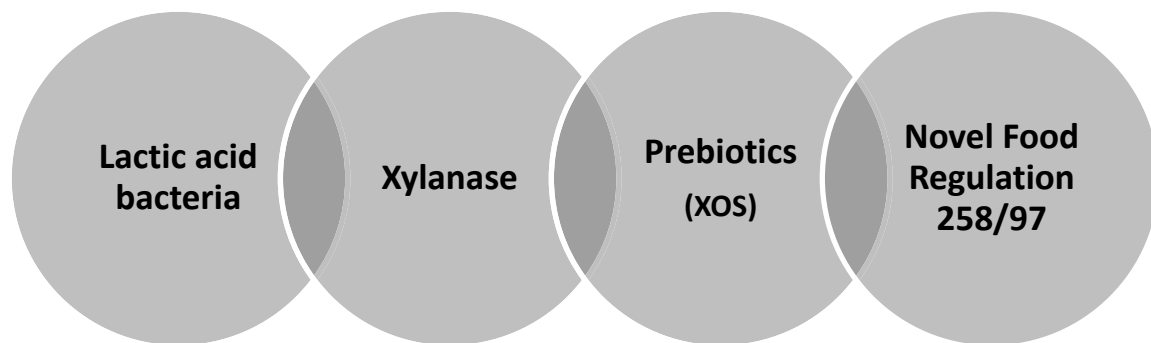 Lactic acid
bacteria
Xylanase
Prebiotics
(XOS)
Novel Food
Regulation
258/97